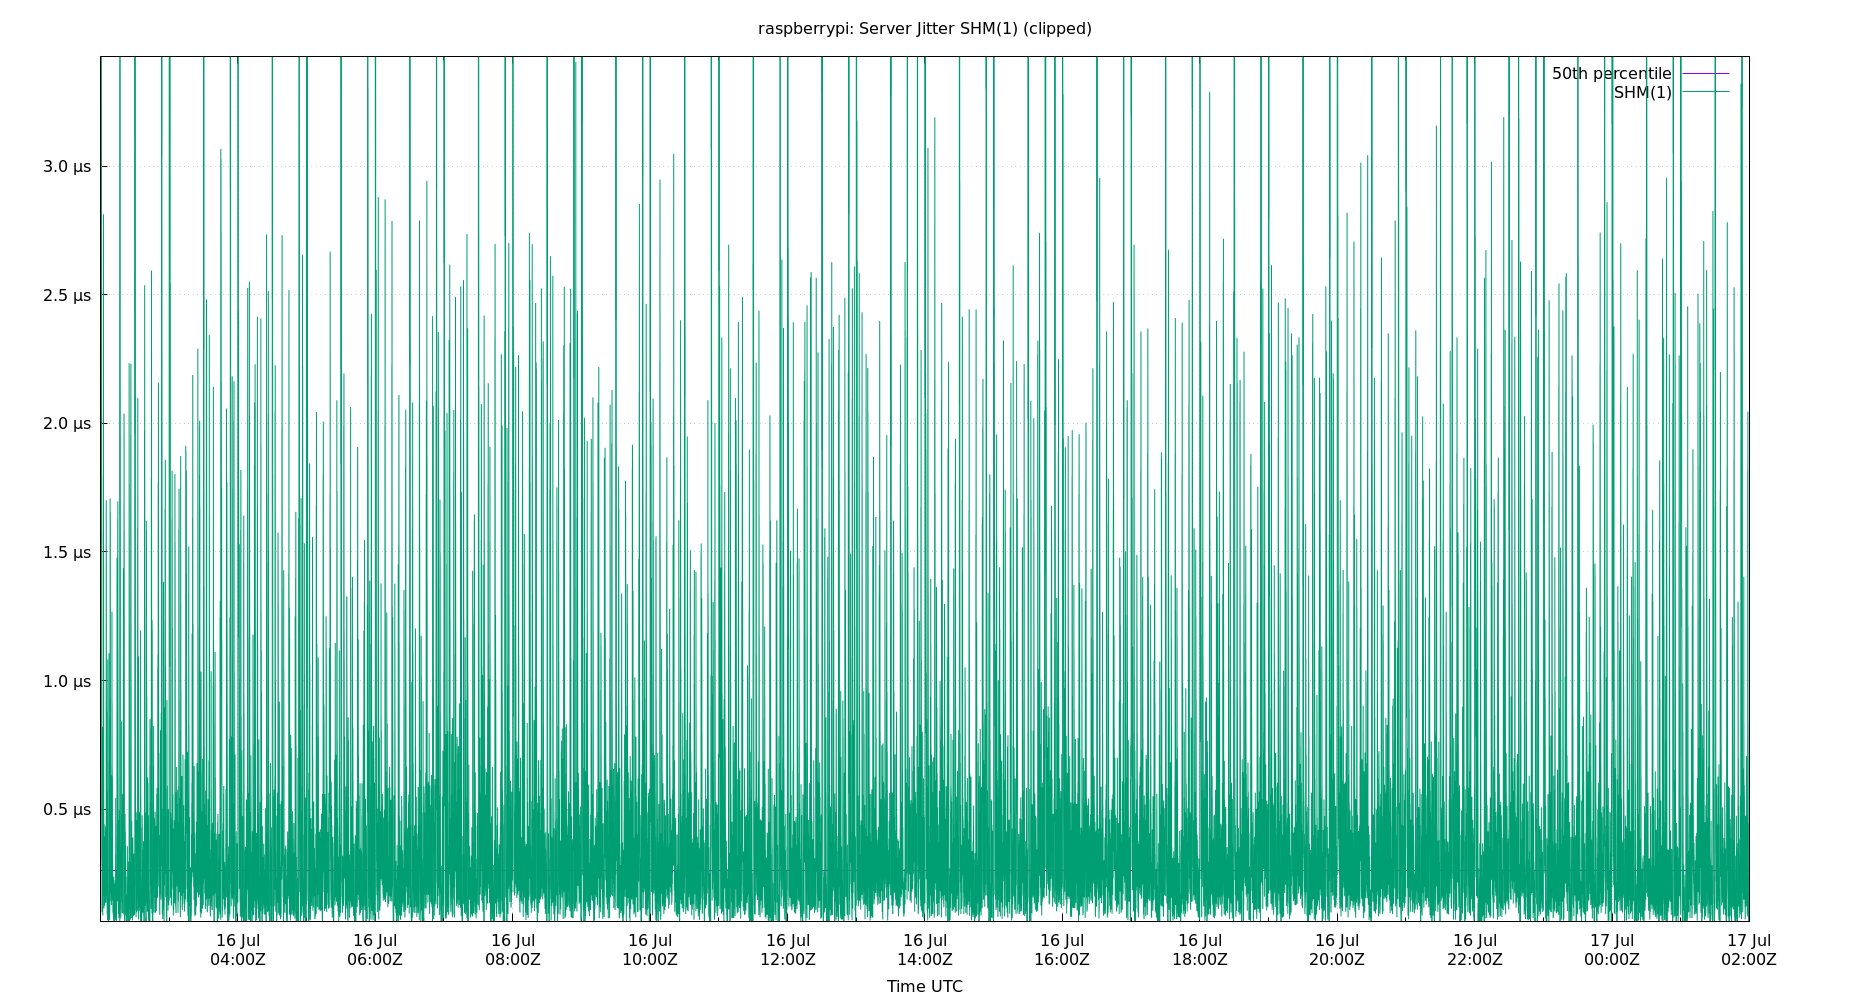 raspberrypi: Server Jitter SHM(1) (clipped)
50th percentile
SHM(1)
3.0 µs
2.5 µs
2.0 µs
1.5 µs
1.0 µs
0.5 µs
16 Jul 16 Jul 16 Jul 16 Jul 16 Jul 16 Jul 16 Jul 16 Jul 16 Jul 16 Jul 17 Jul 17 Jul
04:00Z 06:00Z 08:00Z 10:00Z 12:00Z 14:00Z 16:00Z 18:00Z 20:00Z 22:00Z 00:00Z 02:00Z
Time UTC